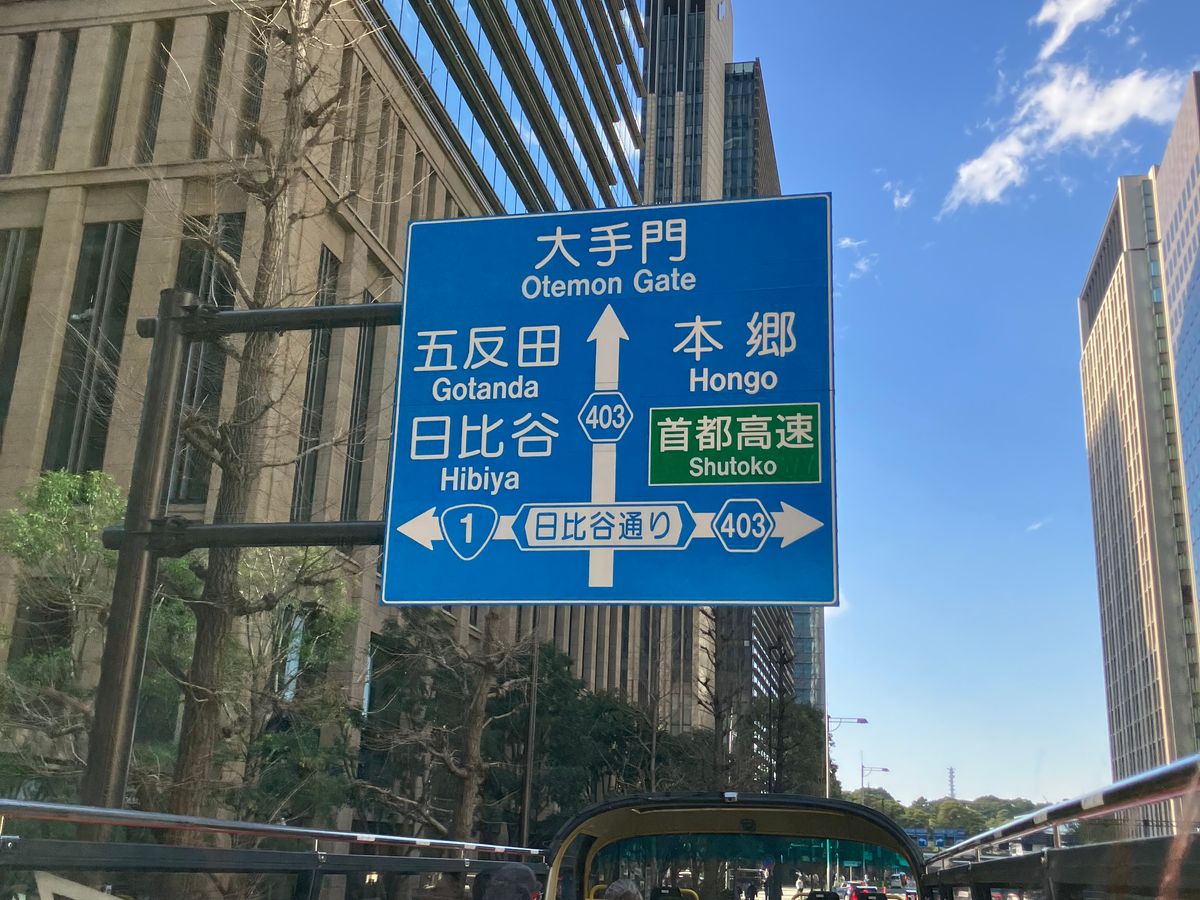 大手門
Otemon Gate
五反田
Gotanda
本郷
Hongo
403
日比谷
Hibiya
首都高速
Shutoko
1
日比谷通り
403